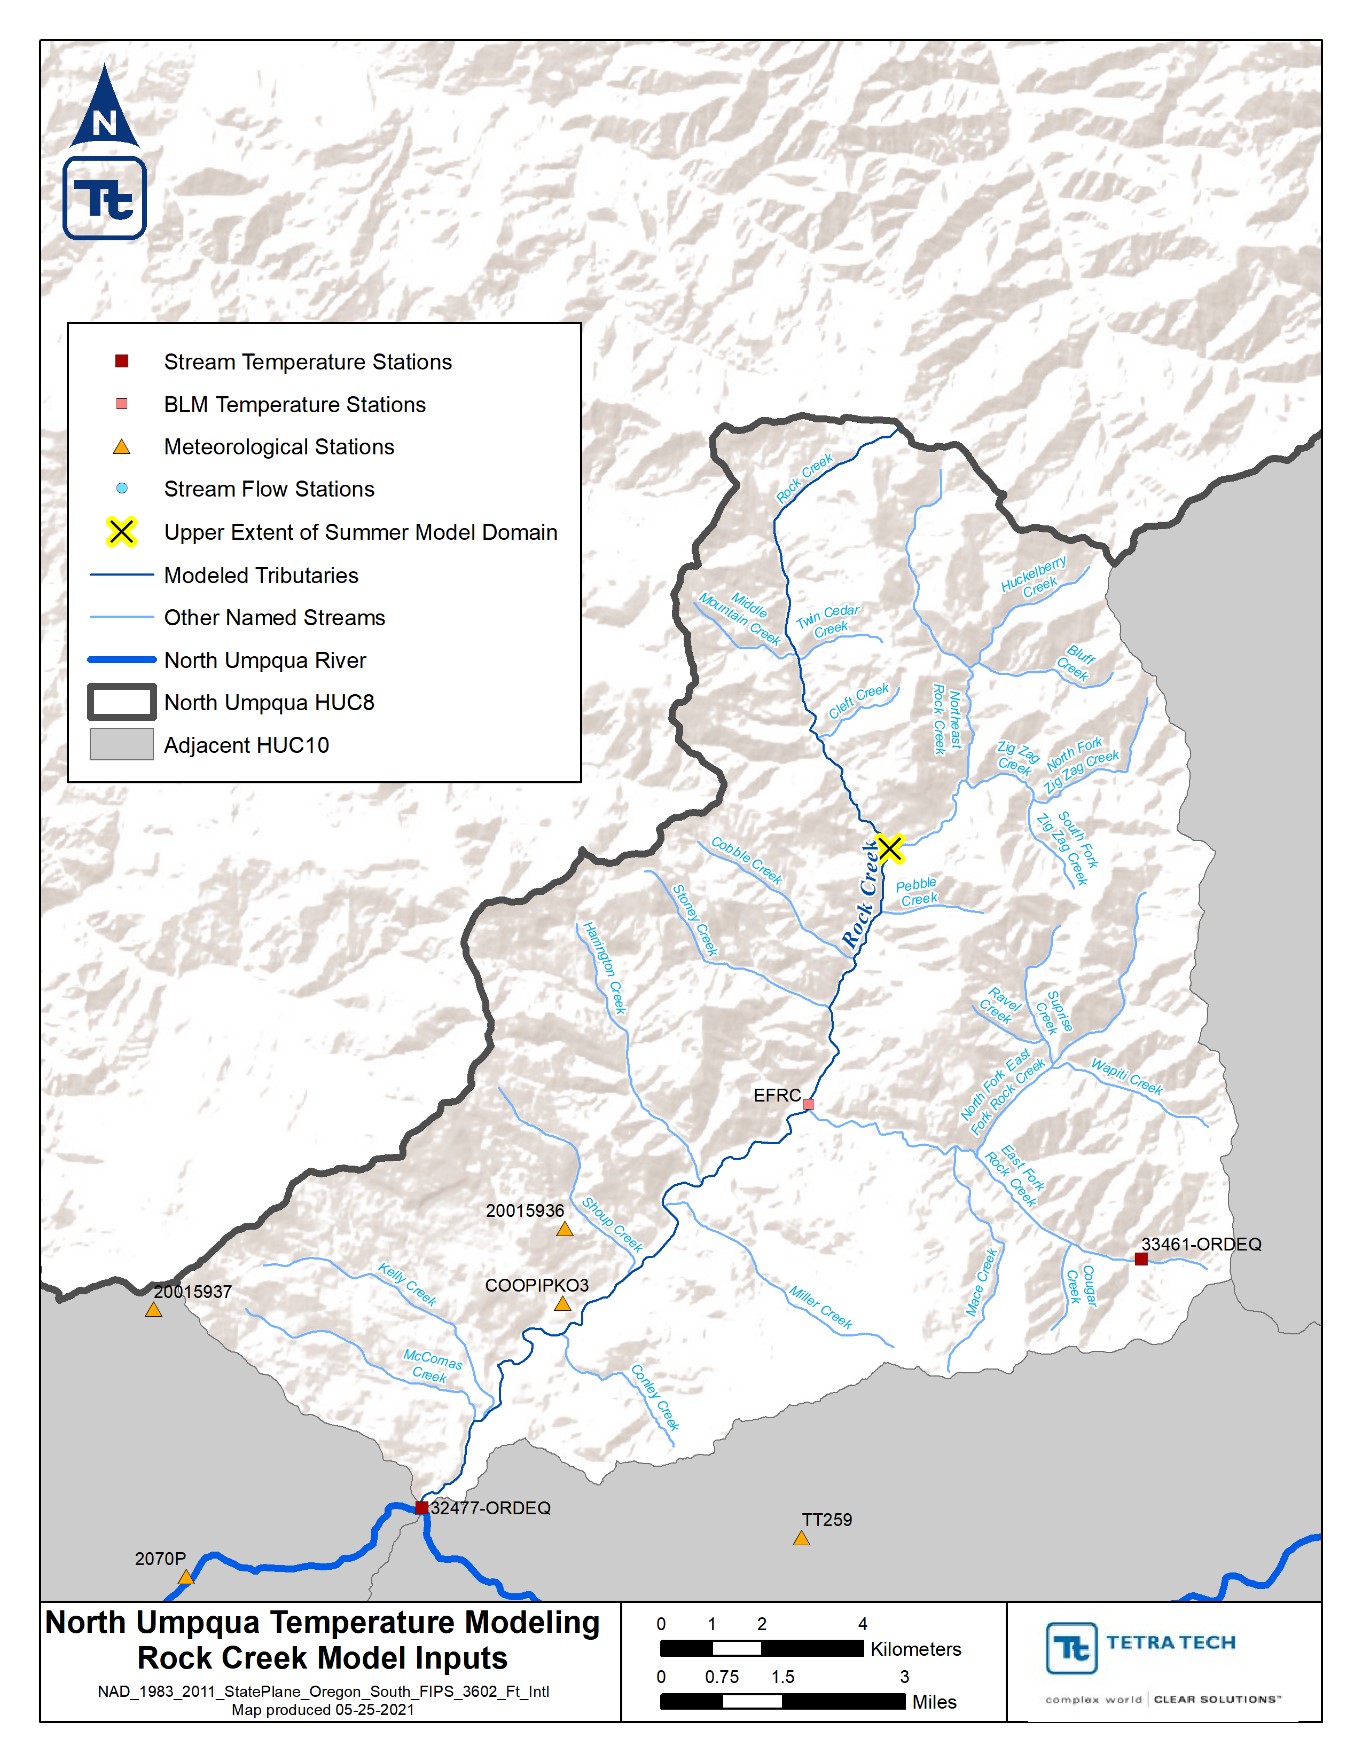 N
Tt
Stream Temperature Stations
BLM Temperature Stations
Meteorological Stations
Stream Flow Stations
Upper Extent of Summer Model Domain
Modeled Tributaries
Other Named Streams
North Umpqua River
North Umpqua HUC8
Adjacent HUC10
Rock Creek
Huckelberry
Creek
Middle
Mountain Creek
Twin Cedar
Creek
Bluff
Creek
Cleft Creek
Northeast
Rock Creek
Zig Zag
Creek
North Fork
Zig Zag Creek
South Fork
Zig Zag Creek
Cobble Creek
Rock Creek
Pebble
Creek
Stoney Creek
Harrington Creek
Ravel
Creek
Suprise
Creek
North Fork East
Fork Rock Creek
Wapiti Creek
EFRC
East Fork
Rock Creek
20015936
Shoup Creek
33461-ORDEQ
Kelly Creek
COOPIPKO3
20015937
Miller Creek
Mace Creek
Cougar
Creek
McComas
Creek
Conley Creek
32477-ORDEQ
TT259
2070P
North Umpqua Temperature Modeling
Rock Creek Model Inputs
NAD_1983_2011_StatePlane_Oregon_South_FIPS_3602_Ft_Intl
Map produced 05-25-2021
0 1 2 4
Kilometers
0 0.75 1.5 3
Miles
Tt TETRA TECH
complex world | CLEAR SOLUTIONS™